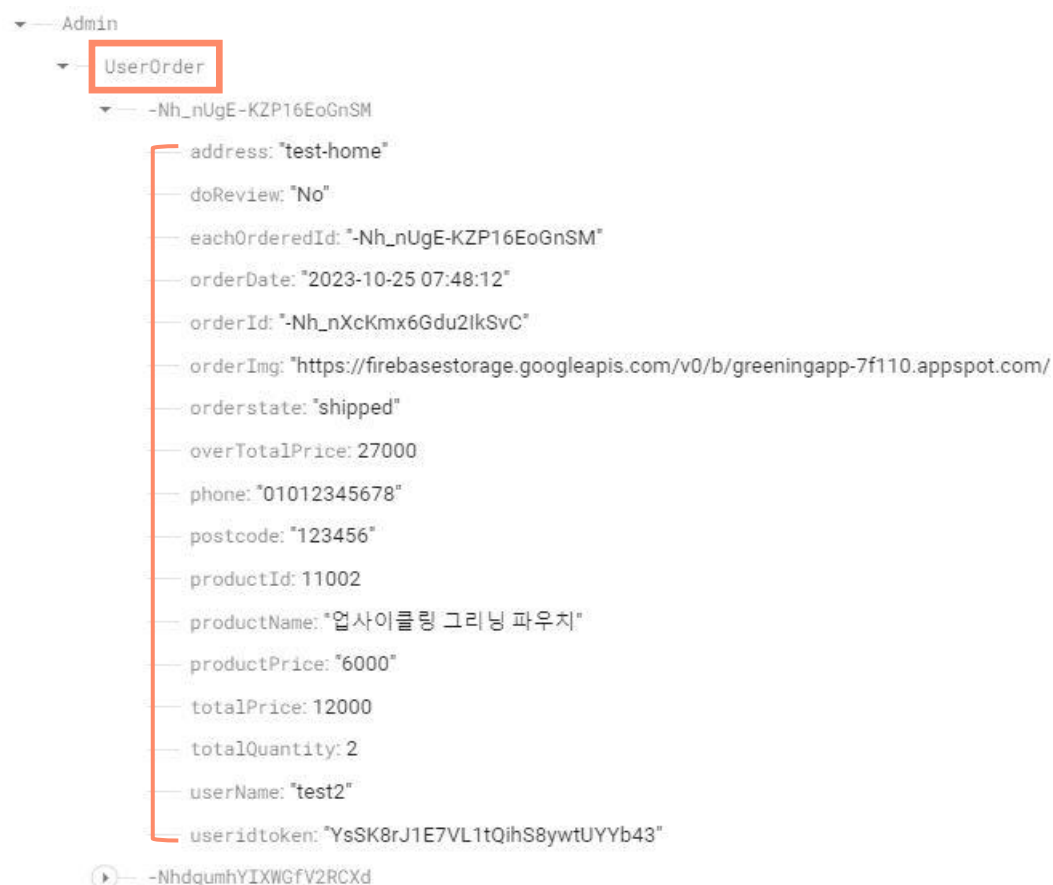 Admin
UserOrder
-Nh_nUgE-KZP16EoGnSM
address: "test-home"
doReview: "No"
eachOrderedId: "-Nh_nUgE-KZP16EoGnSM"
orderDate: "2023-10-25 07:48:12"
orderId: "-Nh_nXcKmx6Gdu2IkSvC"
orderImg: "https://firebasestorage.googleapis.com/v0/b/greeningapp-7f110.appspot.com/
orderstate: "shipped"
overTotalPrice: 27000
phone: "01012345678"
postcode: "123456"
productId: 11002
productName: "업사이클링 그리닝 파우치"
productPrice: "6000"
totalPrice: 12000
totalQuantity: 2
userName: "test2"
useridtoken: "YsSK8rJ1E7VL1tQihS8ywtUYYb43"
-NhdqumhYIXWGfV2RCXd